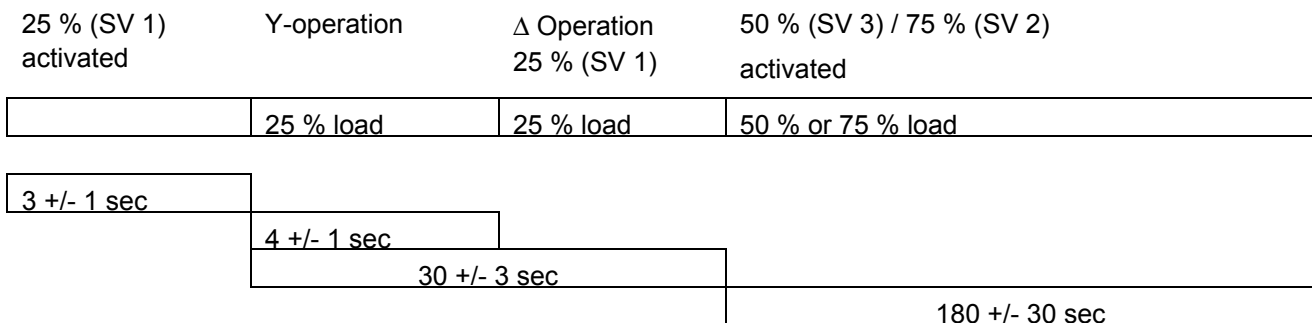 25 % (SV 1)
activated
Y-operation
Δ Operation
25 % (SV 1)
50 % (SV 3) / 75 % (SV 2)
activated
25 % load
25 % load
50 % or 75 % load
3 +/- 1 sec
4 +/- 1 sec
30 +/- 3 sec
180 +/- 30 sec